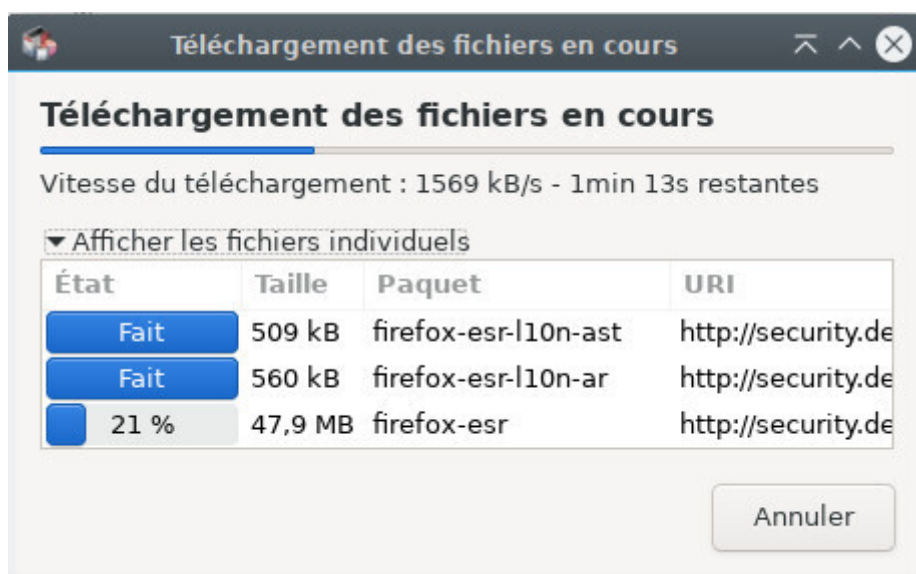 Téléchargement des fichiers en cours
Téléchargement des fichiers en cours
Vitesse du téléchargement : 1569 kB/s - 1min 13s restantes
Afficher les fichiers individuels
État Taille Paquet URI
Fait 509 kB firefox-esr-l10n-ast http://security.de
Fait 560 kB firefox-esr-l10n-ar http://security.de
21 % 47,9 MB firefox-esr http://security.de
Annuler